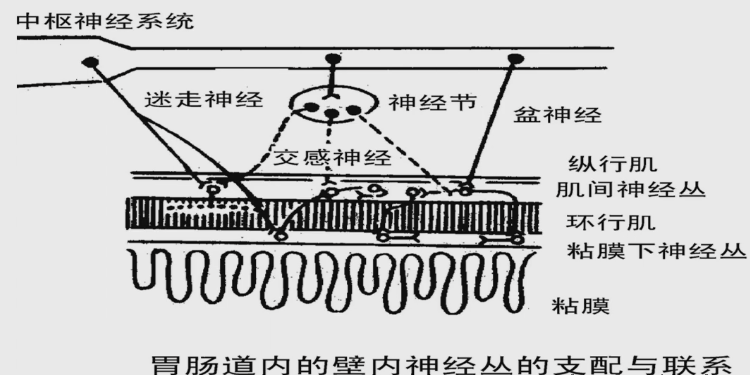 中枢神经系统
迷走神经
神经节
盆神经
交感神经
纵行肌
肌间神经丛
环行肌
粘膜下神经丛
粘膜
胃肠道内的壁内神经丛的支配与联系